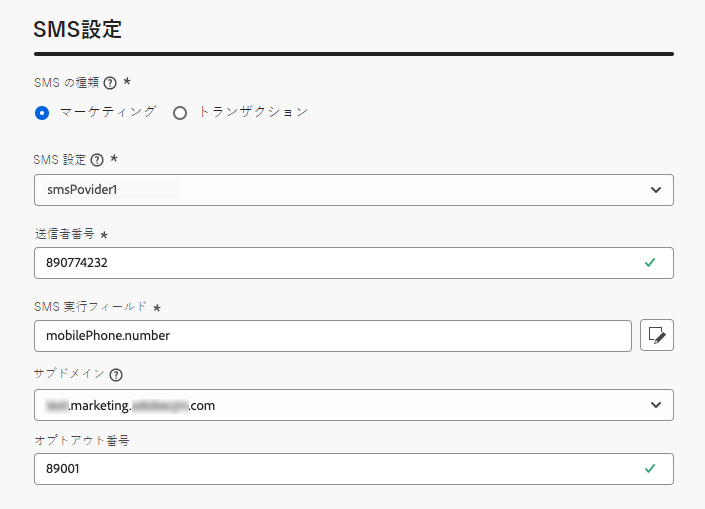 SMS設定
SMS の種類 ? *
マーケティング トランザクション
SMS 設定 ? *
smsPovider1
送信者番号 *
890774232
SMS 実行フィールド *
mobilePhone.number
サブドメイン ?
.marketing. .com
オプトアウト番号
89001